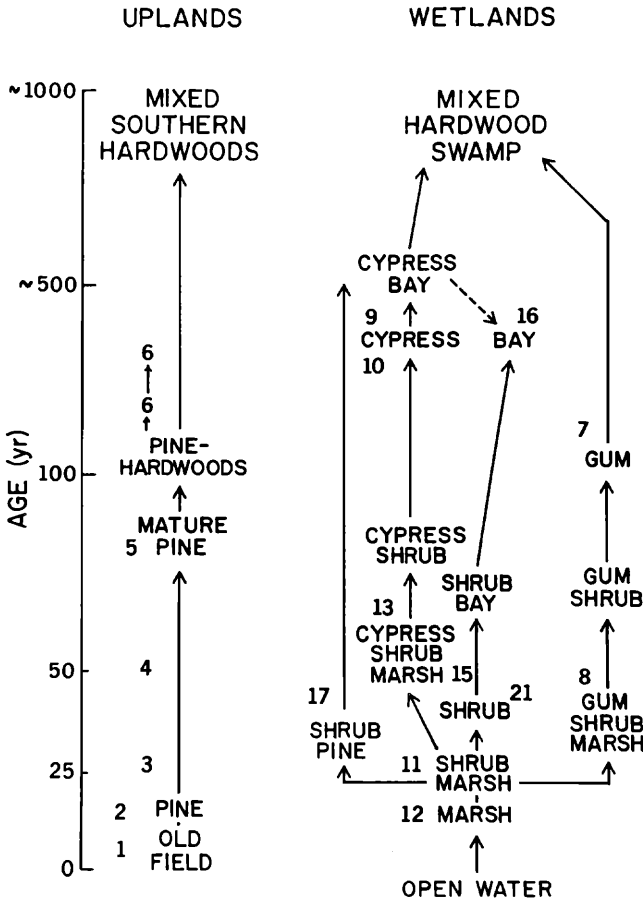 UPLANDS
WETLANDS
AGE (yr)
~1000
~500
100
50
25
0
MIXED
SOUTHERN
HARDWOODS
6
6
PINE-
HARDWOODS
MATURE
5 PINE
4
3
2 PINE
1 OLD
FIELD
MIXED
HARDWOOD
SWAMP
CYPRESS
BAY
9
CYPRESS
10
16
BAY
7
GUM
CYPRESS
SHRUB
SHRUB
BAY
GUM
SHRUB
13
CYPRESS
SHRUB
MARSH
15
17
SHRUB
PINE
21
SHRUB
8
GUM
SHRUB
MARSH
11 SHRUB
MARSH
12 MARSH
OPEN WATER